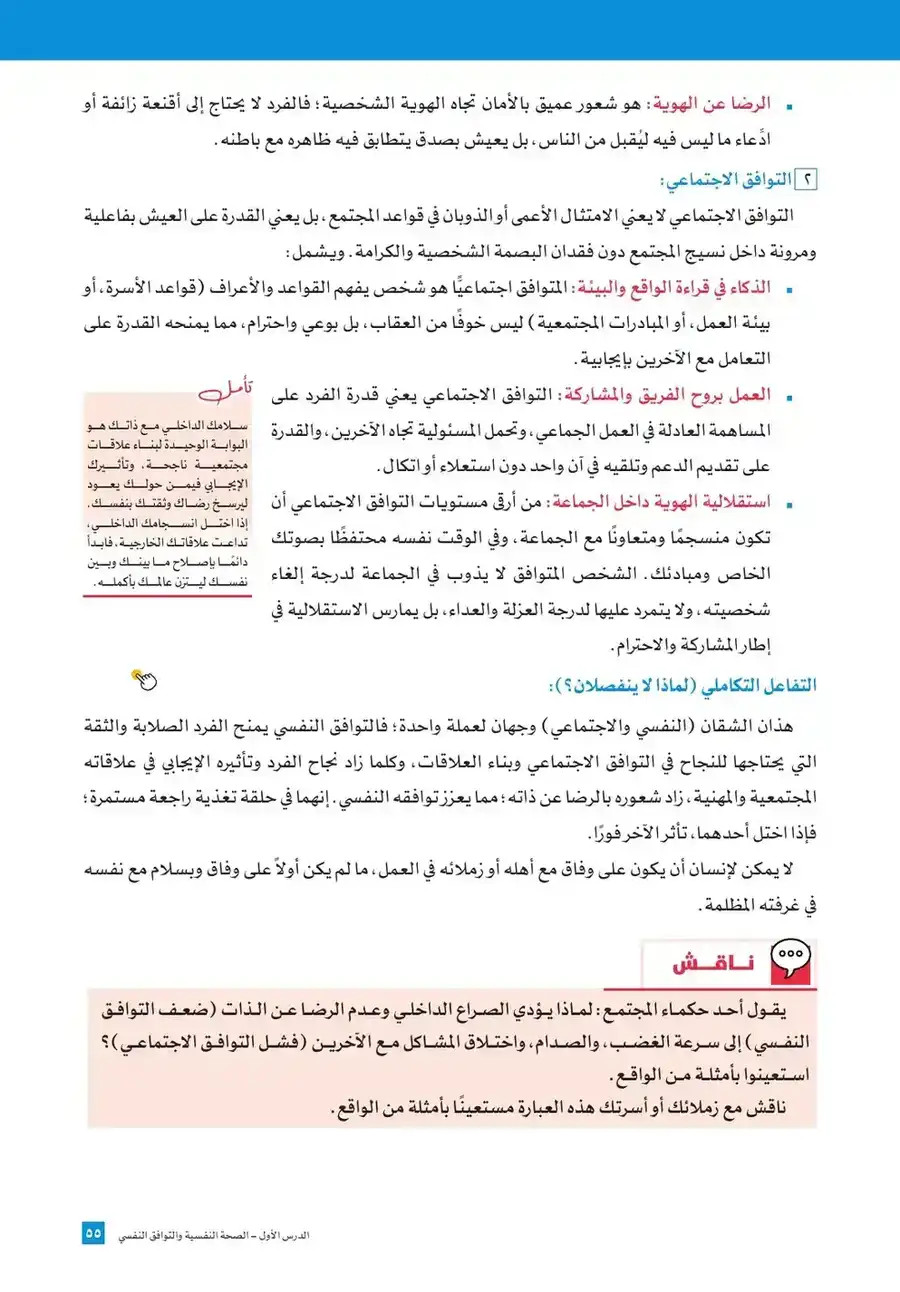 ▪ الرضا عن الهوية: هو شعور عميق بالأمان تجاه الهوية الشخصية؛ فالفرد لا يحتاج إلى أقنعة زائفة أو
ادِّعاء ما ليس فيه ليُقبل من الناس، بل يعيش بصدق يتطابق فيه ظاهره مع باطنه.
٢ التوافق الاجتماعي:
التوافق الاجتماعي لا يعني الامتثال الأعمى أو الذوبان في قواعد المجتمع، بل يعني القدرة على العيش بفاعلية
ومرونة داخل نسيج المجتمع دون فقدان البصمة الشخصية والكرامة. ويشمل:
▪ الذكاء في قراءة الواقع والبيئة: المتوافق اجتماعيًّا هو شخص يفهم القواعد والأعراف (قواعد الأسرة، أو
بيئة العمل، أو المبادرات المجتمعية) ليس خوفًا من العقاب، بل بوعي واحترام، مما يمنحه القدرة على
التعامل مع الآخرين بإيجابية.
▪ العمل بروح الفريق والمشاركة: التوافق الاجتماعي يعني قدرة الفرد على
المساهمة العادلة في العمل الجماعي، وتحمل المسئولية تجاه الآخرين، والقدرة
على تقديم الدعم وتلقيه في آن واحد دون استعلاء أو اتكال.
▪ استقلالية الهوية داخل الجماعة: من أرقى مستويات التوافق الاجتماعي أن
تكون منسجمًا ومتعاونًا مع الجماعة، وفي الوقت نفسه محتفظًا بصوتك
الخاص ومبادئك. الشخص المتوافق لا يذوب في الجماعة لدرجة إلغاء
شخصيته، ولا يتمرد عليها لدرجة العزلة والعداء، بل يمارس الاستقلالية في
إطار المشاركة والاحترام.
تأمل
سلامك الداخلي مع ذاتك هو
البوابة الوحيدة لبناء علاقات
مجتمعية ناجحة، وتأثيرك
الإيجابي فيمن حولك يعود
ليرسخ رضاك وثقتك بنفسك.
إذا اختل انسجامك الداخلي،
تداعت علاقاتك الخارجية، فابدأ
دائمًا بإصلاح ما بينك وبين
نفسك ليتزن عالمك بأكمله.
التفاعل التكاملي (لماذا لا ينفصلان؟):
هذان الشقان (النفسي والاجتماعي) وجهان لعملة واحدة؛ فالتوافق النفسي يمنح الفرد الصلابة والثقة
التي يحتاجها للنجاح في التوافق الاجتماعي وبناء العلاقات، وكلما زاد نجاح الفرد وتأثيره الإيجابي في علاقاته
المجتمعية والمهنية، زاد شعوره بالرضا عن ذاته؛ مما يعزز توافقه النفسي. إنهما في حلقة تغذية راجعة مستمرة؛
فإذا اختل أحدهما، تأثر الآخر فورًا.
لا يمكن لإنسان أن يكون على وفاق مع أهله أو زملائه في العمل، ما لم يكن أولاً على وفاق وبسلام مع نفسه
في غرفته المظلمة.
ناقش
يقول أحد حكماء المجتمع: لماذا يؤدي الصراع الداخلي وعدم الرضا عن الذات (ضعف التوافق
النفسي) إلى سرعة الغضب، والصدام، واختلاق المشاكل مع الآخرين (فشل التوافق الاجتماعي)؟
استعينوا بأمثلة من الواقع.
ناقش مع زملائك أو أسرتك هذه العبارة مستعينًا بأمثلة من الواقع.
الدرس الأول – الصحة النفسية والتوافق النفسي ٥٥